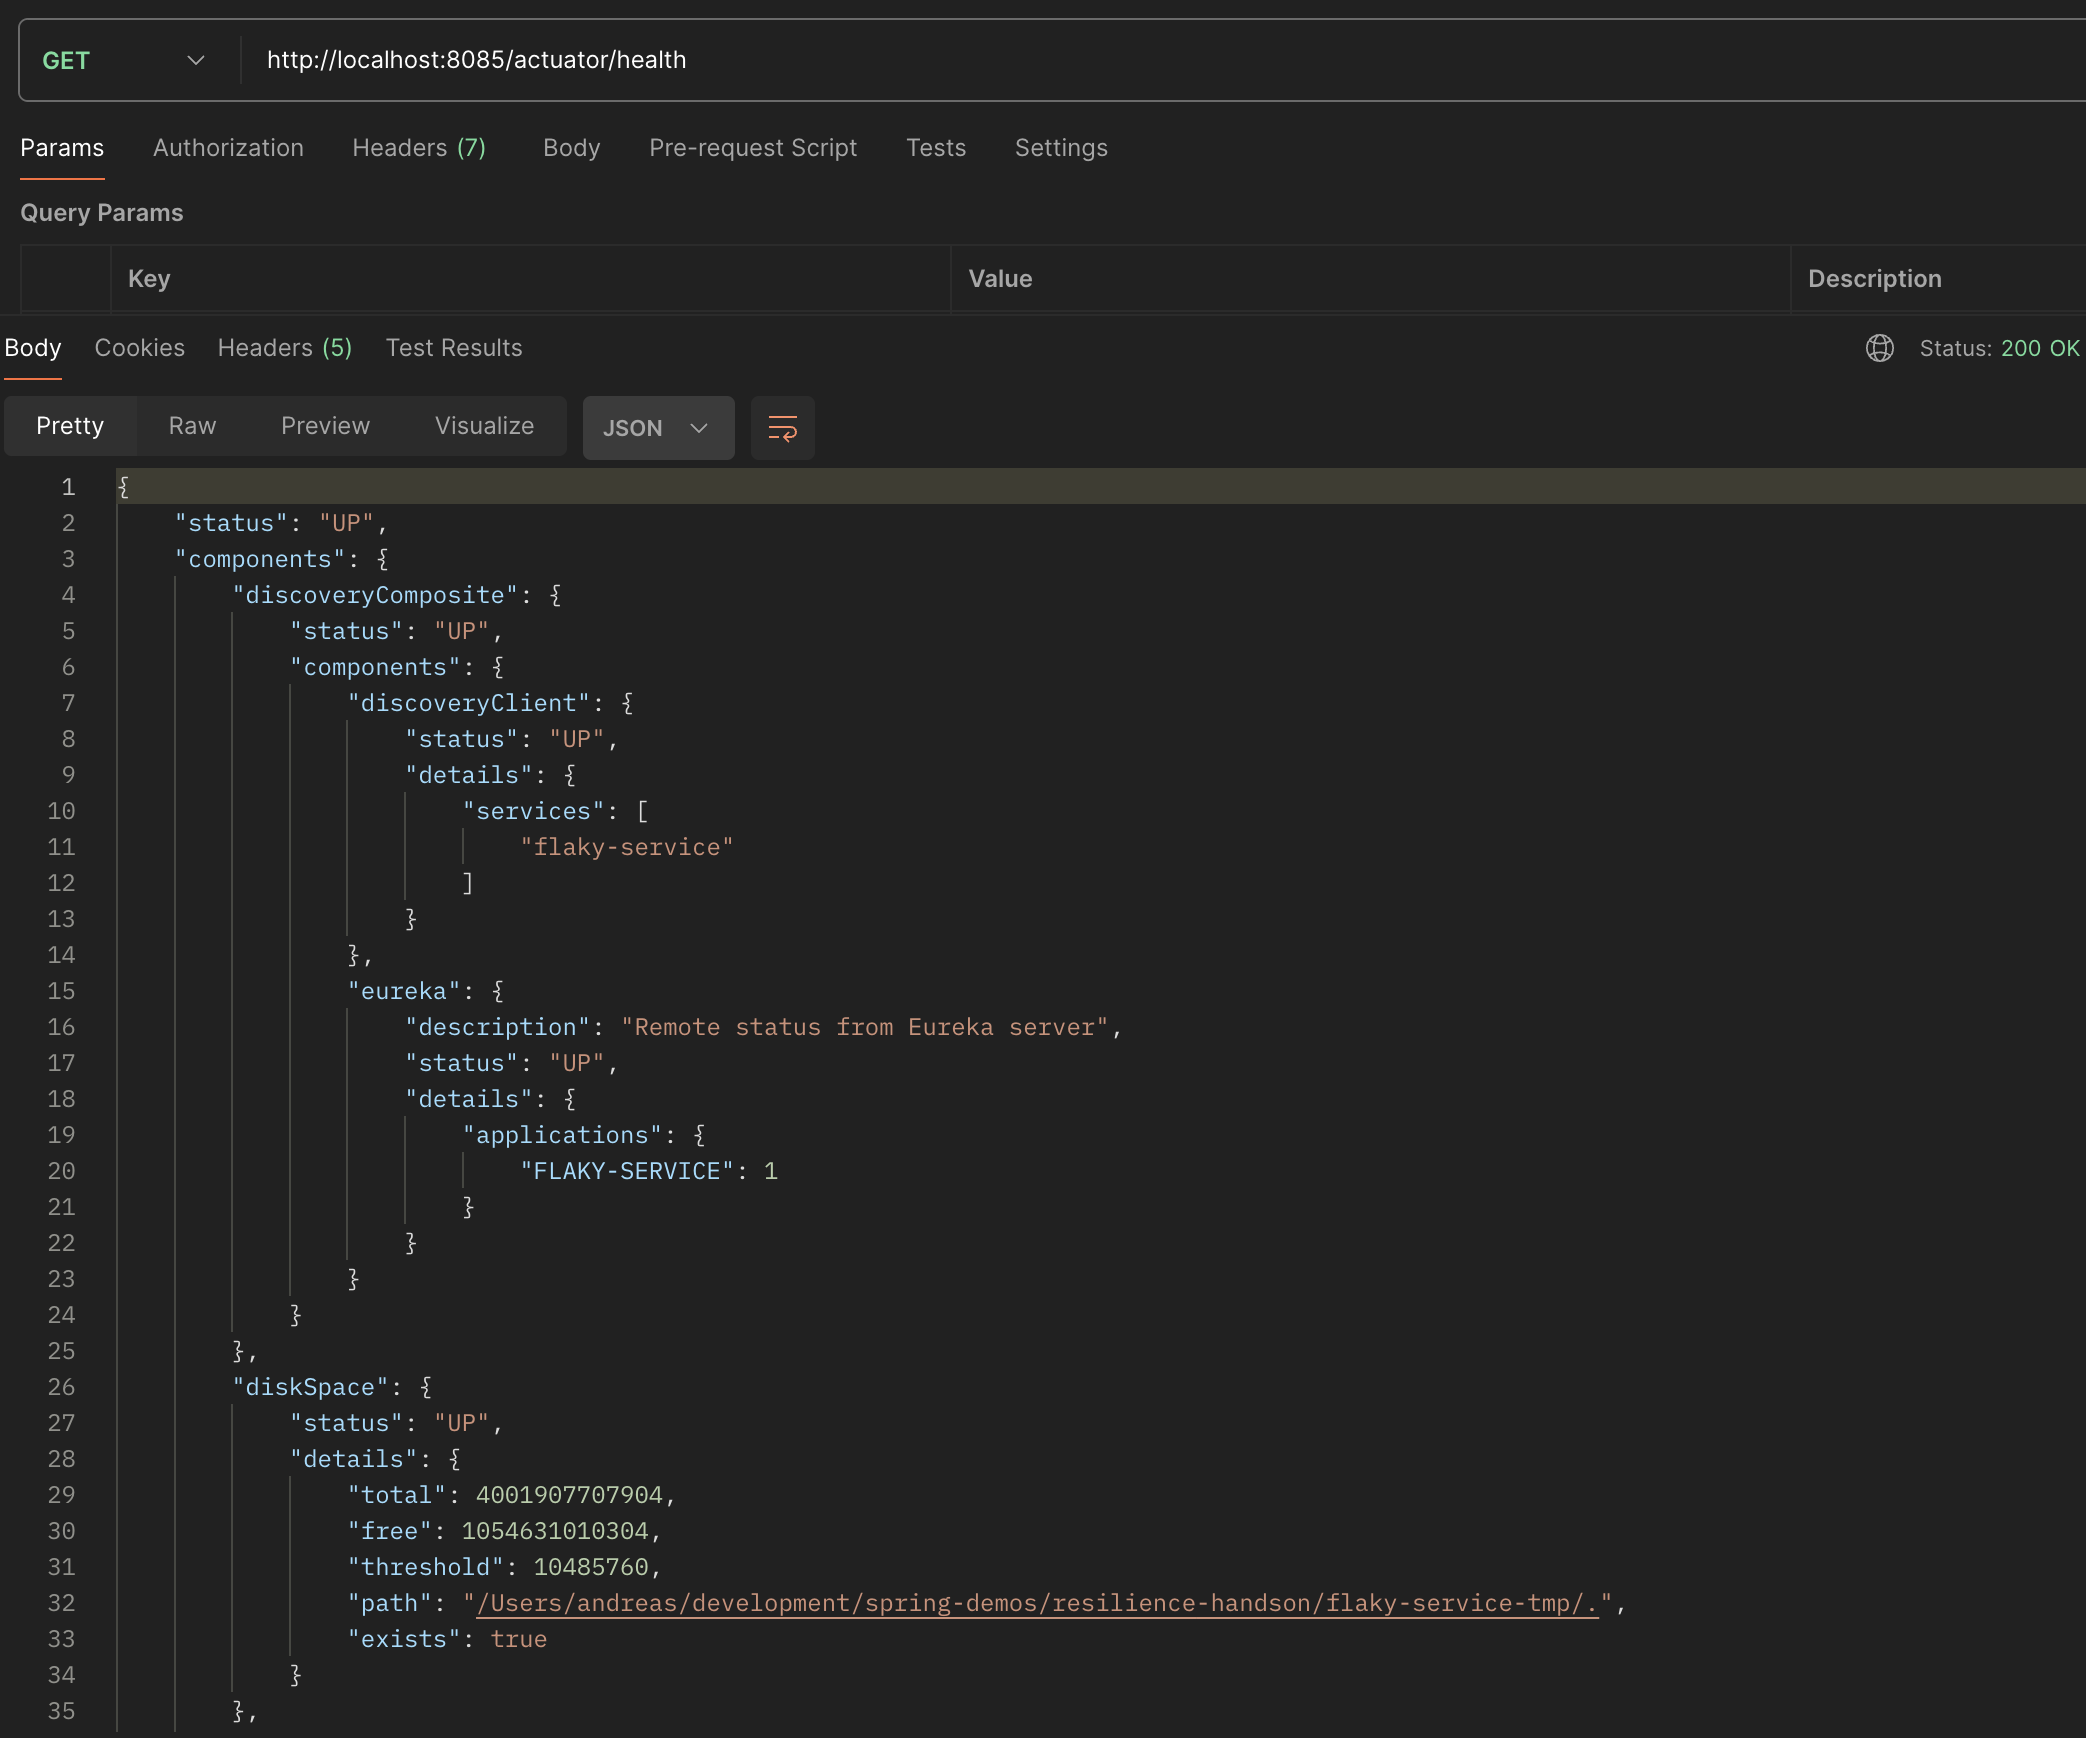 GET http://localhost:8085/actuator/health
Params Authorization Headers (7) Body Pre-request Script Tests Settings
Query Params
Key Value Description
Body Cookies Headers (5) Test Results Status: 200 OK
Pretty Raw Preview Visualize JSON
1 {
2 "status": "UP",
3 "components": {
4 "discoveryComposite": {
5 "status": "UP",
6 "components": {
7 "discoveryClient": {
8 "status": "UP",
9 "details": {
10 "services": [
11 "flaky-service"
12 ]
13 }
14 },
15 "eureka": {
16 "description": "Remote status from Eureka server",
17 "status": "UP",
18 "details": {
19 "applications": {
20 "FLAKY-SERVICE": 1
21 }
22 }
23 }
24 }
25 },
26 "diskSpace": {
27 "status": "UP",
28 "details": {
29 "total": 4001907707904,
30 "free": 1054631010304,
31 "threshold": 10485760,
32 "path": "/Users/andreas/development/spring-demos/resilience-handson/flaky-service-tmp/.",
33 "exists": true
34 }
35 },